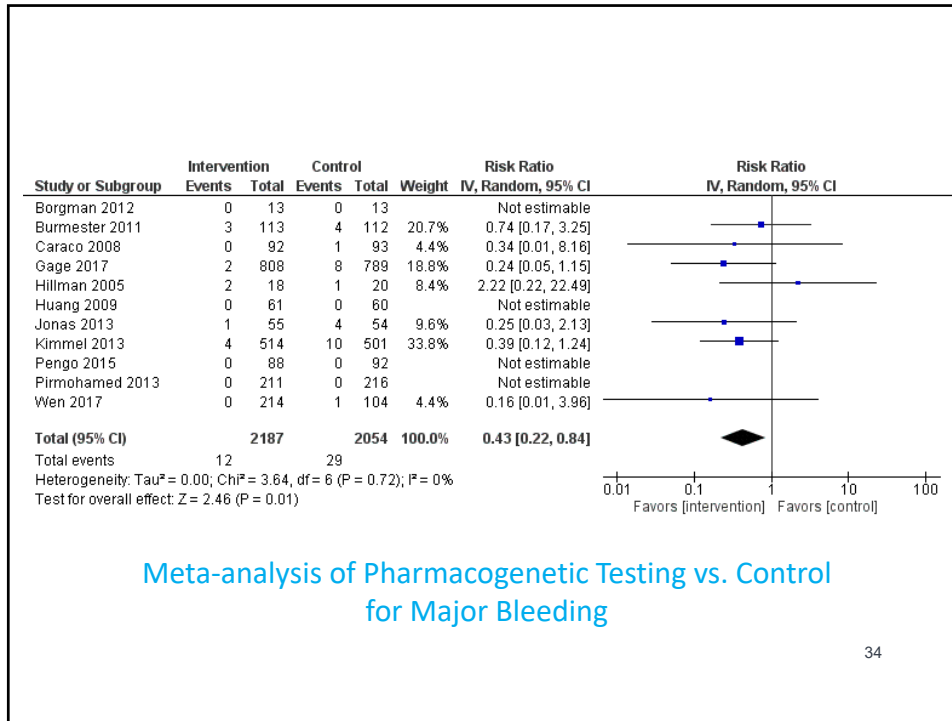 Intervention Control Risk Ratio Risk Ratio
Study or Subgroup Events Total Events Total Weight IV, Random, 95% CI IV, Random, 95% CI
Borgman 2012 0 13 0 13 Not estimable
Burmester 2011 3 113 4 112 20.7% 0.74 [0.17, 3.25]
Caraco 2008 0 92 1 93 4.4% 0.34 [0.01, 8.16]
Gage 2017 2 808 8 789 18.8% 0.24 [0.05, 1.15]
Hillman 2005 2 18 1 20 8.4% 2.22 [0.22, 22.49]
Huang 2009 0 61 0 60 Not estimable
Jonas 2013 1 55 4 54 9.6% 0.25 [0.03, 2.13]
Kimmel 2013 4 514 10 501 33.8% 0.39 [0.12, 1.24]
Pengo 2015 0 88 0 92 Not estimable
Pirmohamed 2013 0 211 0 216 Not estimable
Wen 2017 0 214 1 104 4.4% 0.16 [0.01, 3.96]
Total (95% CI) 2187 2054 100.0% 0.43 [0.22, 0.84]
Total events 12 29
Heterogeneity: Tau² = 0.00; Chi² = 3.64, df = 6 (P = 0.72); I² = 0%
Test for overall effect: Z = 2.46 (P = 0.01)
0.01 0.1 1 10 100
Favors [intervention] Favors [control]
Meta-analysis of Pharmacogenetic Testing vs. Control
for Major Bleeding
34